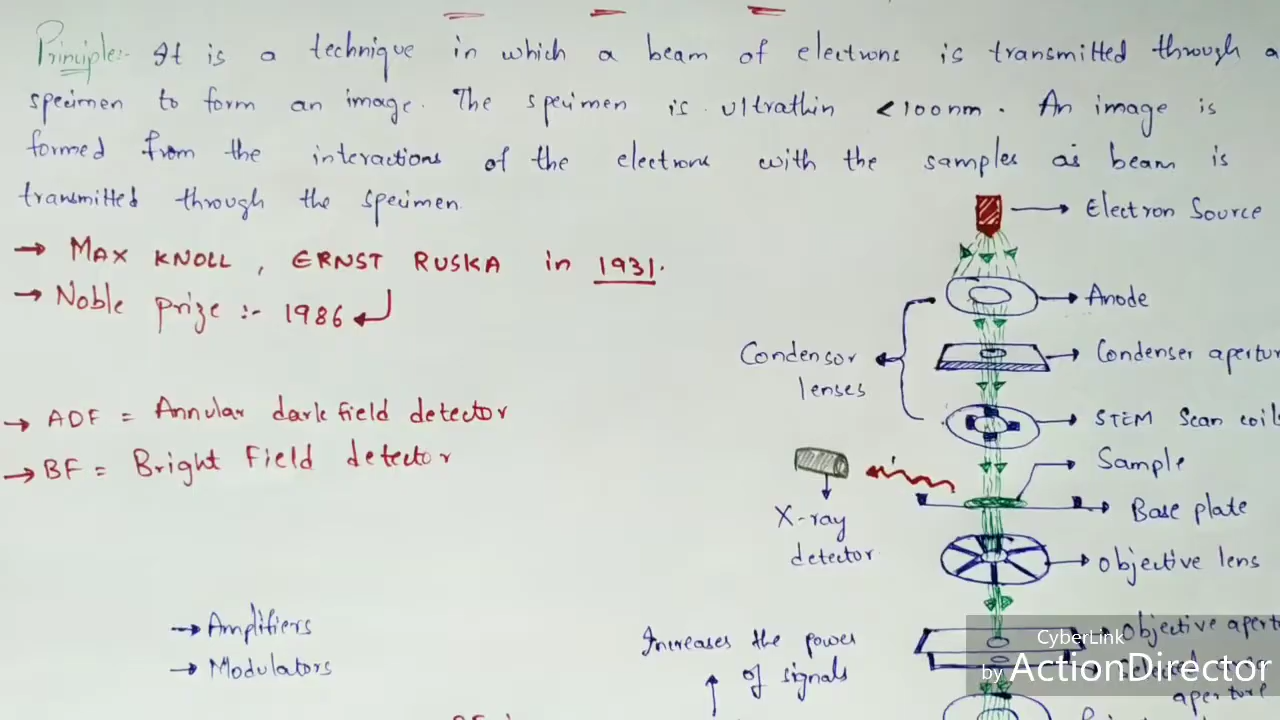 Principle:- It is a technique in which a beam of electrons is transmitted through a
specimen to form an image. The specimen is ultrathin <100nm. An image is
formed from the interactions of the electrons with the samples as beam is
transmitted through the specimen.
→ MAX KNOLL, ERNST RUSKA in 1931.
→ Noble prize :- 1986
→ ADF = Annular dark field detector
→ BF = Bright Field detector
→ Amplifiers
→ Modulators
Electron Source
Anode
Condensor
lenses
Condenser apertur
STEM Scan coils
Sample
Base plate
X-ray
detector
Objective lens
Increases the power
of signals
Objective apert
Selected
aperture
CyberLink
by ActionDirector